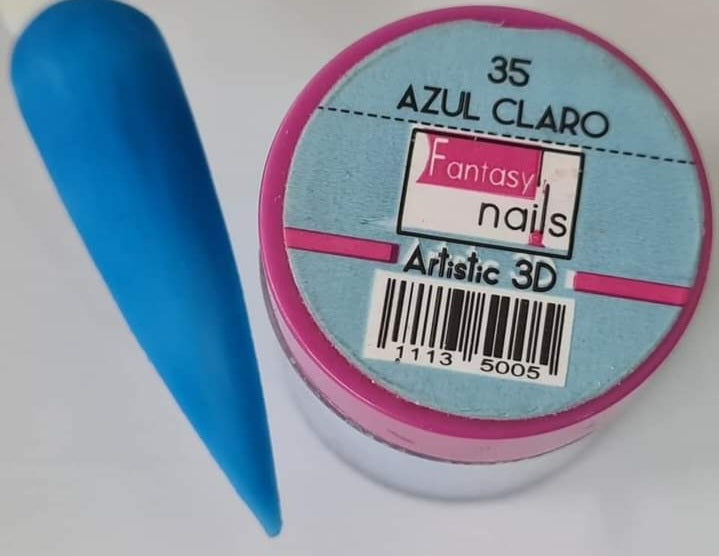 35
AZUL CLARO
Fantasy
nails
Artistic 3D
1113 5005